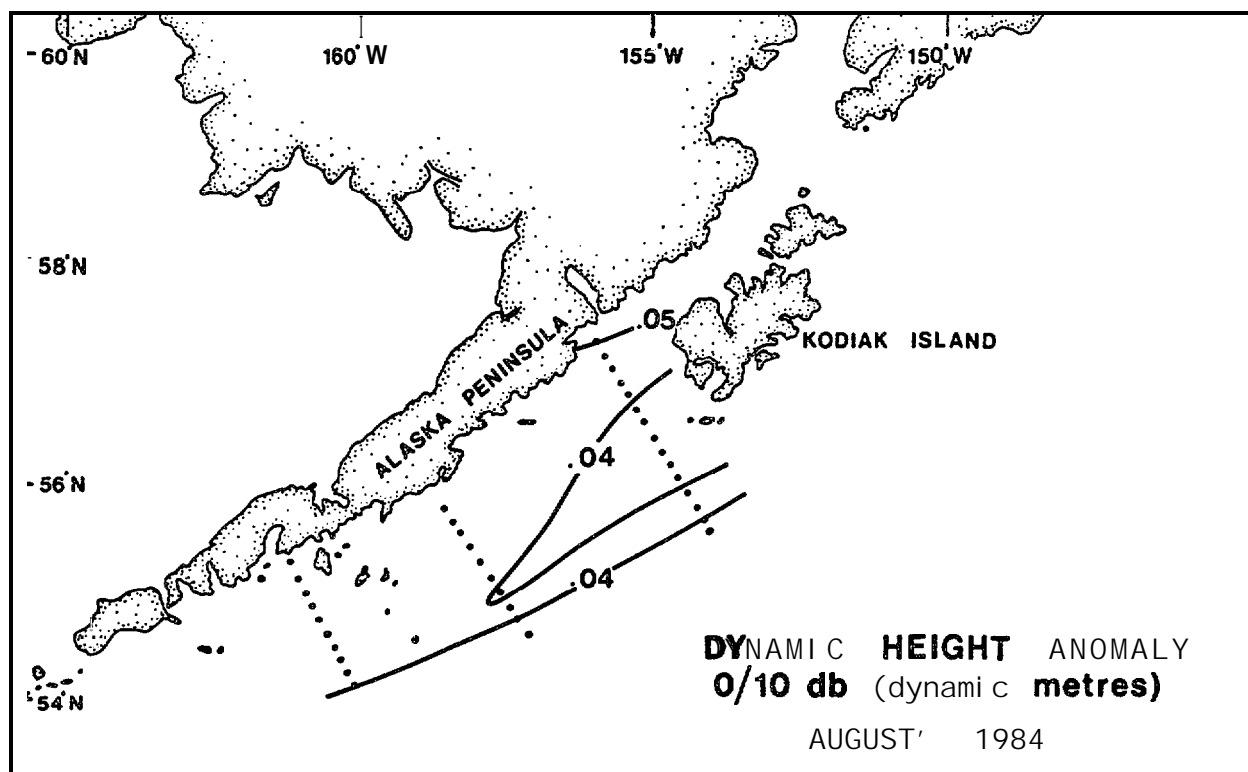 60°N
160°W
155°W
150°W
58°N
.05
KODIAK ISLAND
ALASKA PENINSULA
.04
56°N
.04
54°N
DYNAMIC HEIGHT ANOMALY
0/10 db (dynamic metres)
AUGUST' 1984